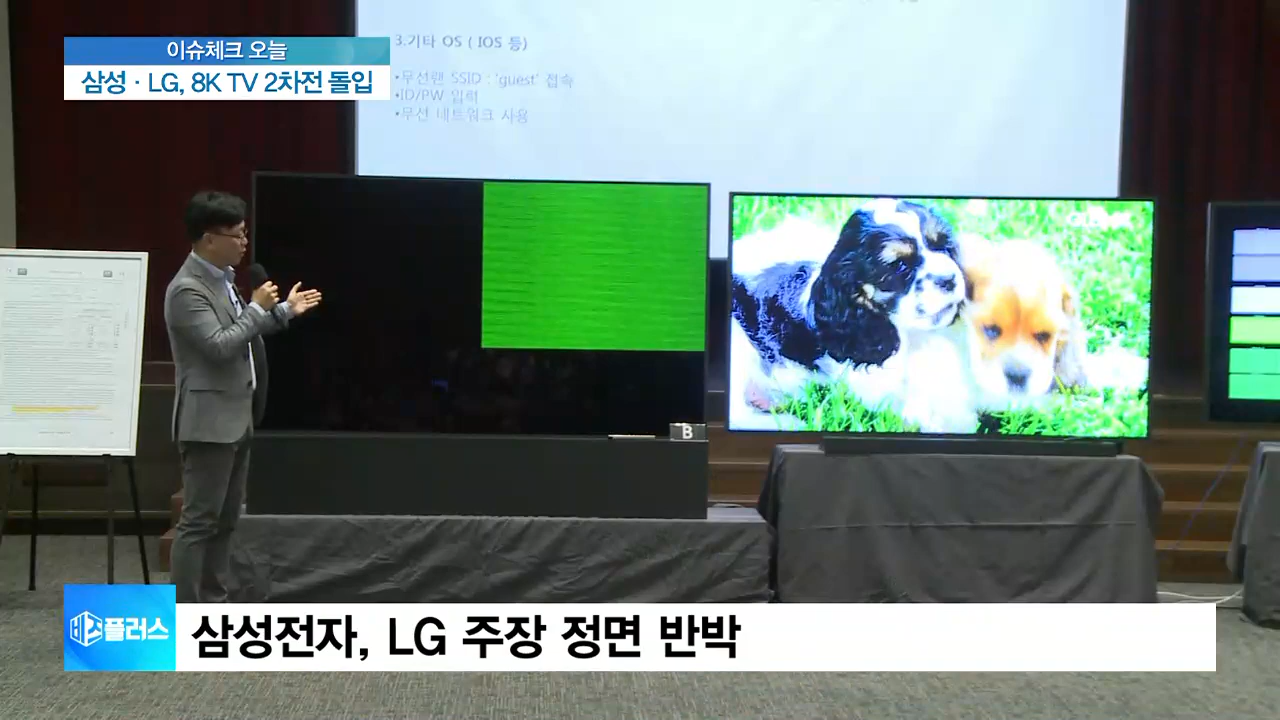 이슈체크 오늘
삼성·LG, 8K TV 2차전 돌입
3.기타 OS ( IOS 등)
•무선랜 SSID : 'guest' 접속
•ID/PW 입력
•무선 네트워크 사용
B
비즈플러스
삼성전자, LG 주장 정면 반박